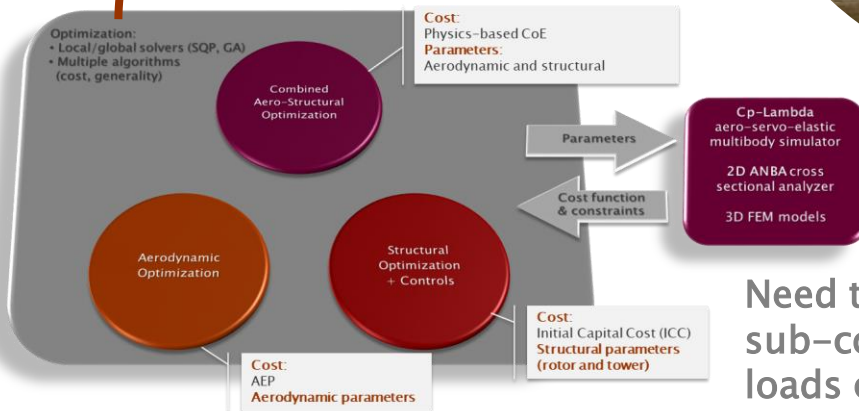 Optimization:
• Local/global solvers (SQP, GA)
• Multiple algorithms
(cost, generality)
Combined
Aero-Structural
Optimization
Cost:
Physics-based CoE
Parameters:
Aerodynamic and structural
Parameters
Cost function
& constraints
Cp-Lambda
aero-servo-elastic
multibody simulator
2D ANBA cross
sectional analyzer
3D FEM models
Aerodynamic
Optimization
Structural
Optimization
+ Controls
Cost:
AEP
Aerodynamic parameters
Cost:
Initial Capital Cost (ICC)
Structural parameters
(rotor and tower)
Need t
sub-co
loads